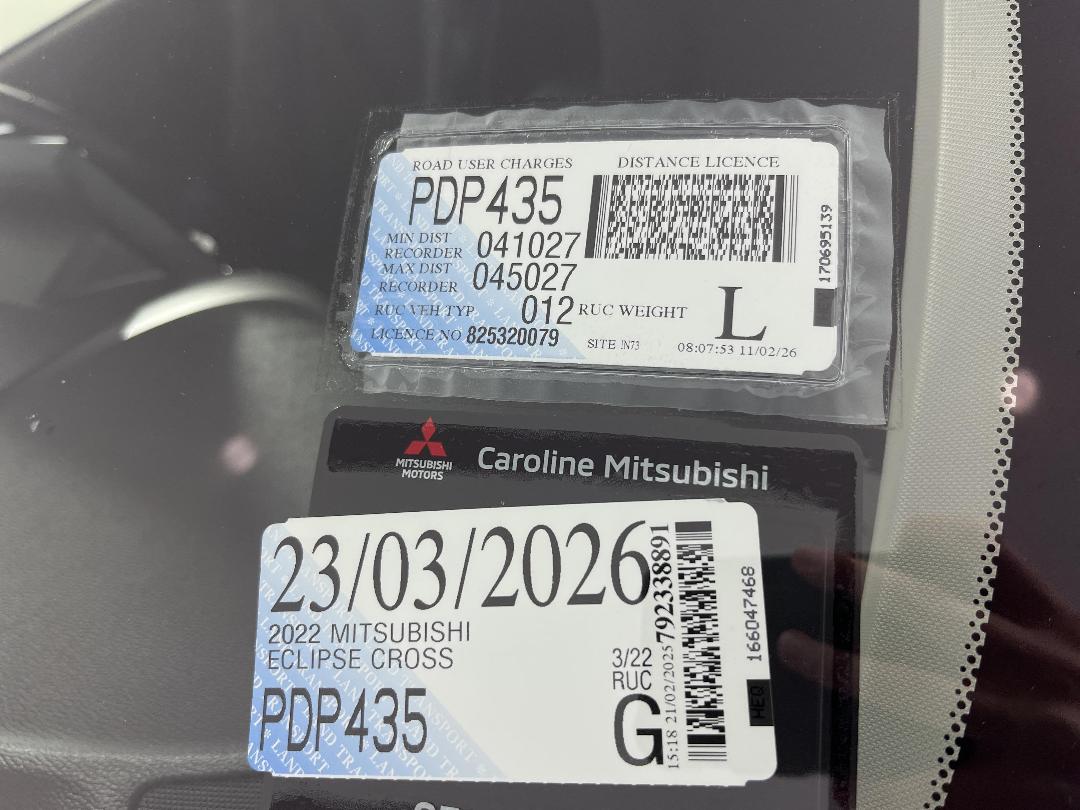 ROAD USER CHARGES DISTANCE LICENCE
PDP435
MIN DIST
RECORDER 041027
MAX DIST
RECORDER 045027
RUC VEH TYP 012 RUC WEIGHT L
LICENCE NO 825320079
SITE IN73 08:07:53 11/02/26
170695139
MITSUBISHI
MOTORS
Caroline Mitsubishi
23/03/2026
2022 MITSUBISHI
ECLIPSE CROSS
3/22
RUC
G
PDP435
15:18 21/02/2025 792338891
166047468
HEQ